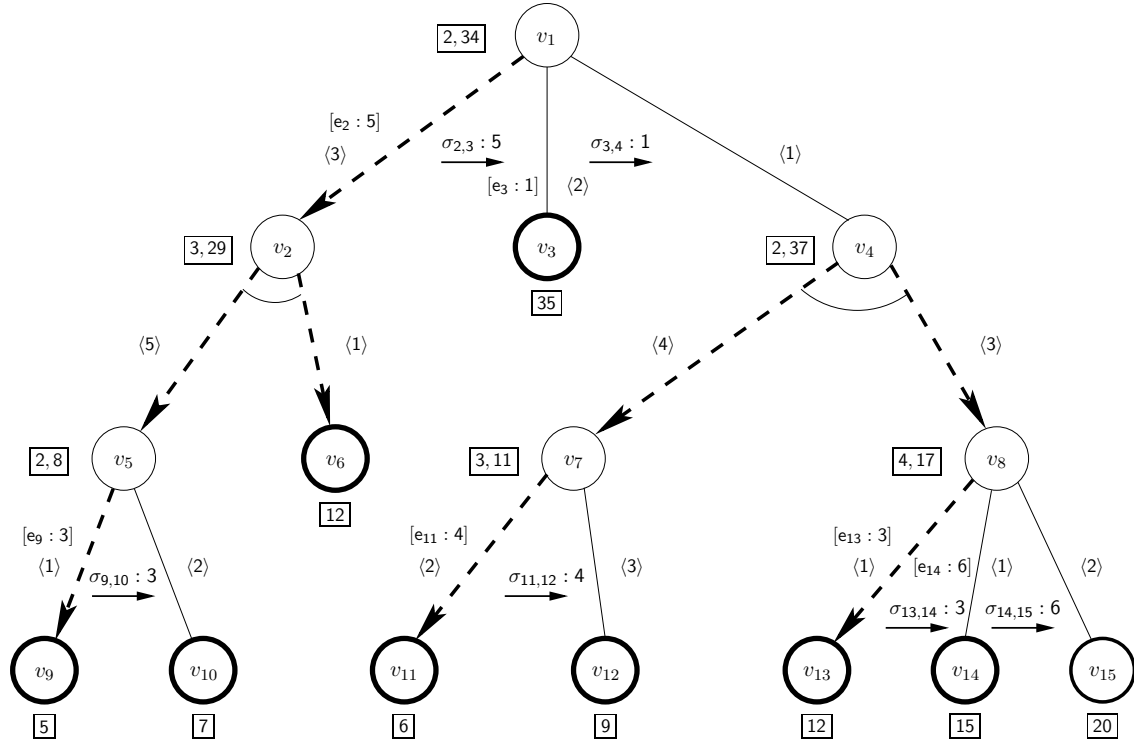 2, 34
v₁
[e₂ : 5]
σ₂,₃ : 5
σ₃,₄ : 1
⟨3⟩
⟨1⟩
[e₃ : 1]
⟨2⟩
3, 29
v₂
v₃
2, 37
v₄
35
⟨5⟩
⟨1⟩
⟨4⟩
⟨3⟩
2, 8
v₅
v₆
3, 11
v₇
4, 17
v₈
12
[e₉ : 3]
[e₁₁ : 4]
[e₁₃ : 3]
⟨1⟩
⟨2⟩
⟨2⟩
⟨3⟩
⟨1⟩
[e₁₄ : 6]
⟨1⟩
⟨2⟩
σ₉,₁₀ : 3
σ₁₁,₁₂ : 4
σ₁₃,₁₄ : 3
σ₁₄,₁₅ : 6
v₉
v₁₀
v₁₁
v₁₂
v₁₃
v₁₄
v₁₅
5
7
6
9
12
15
20